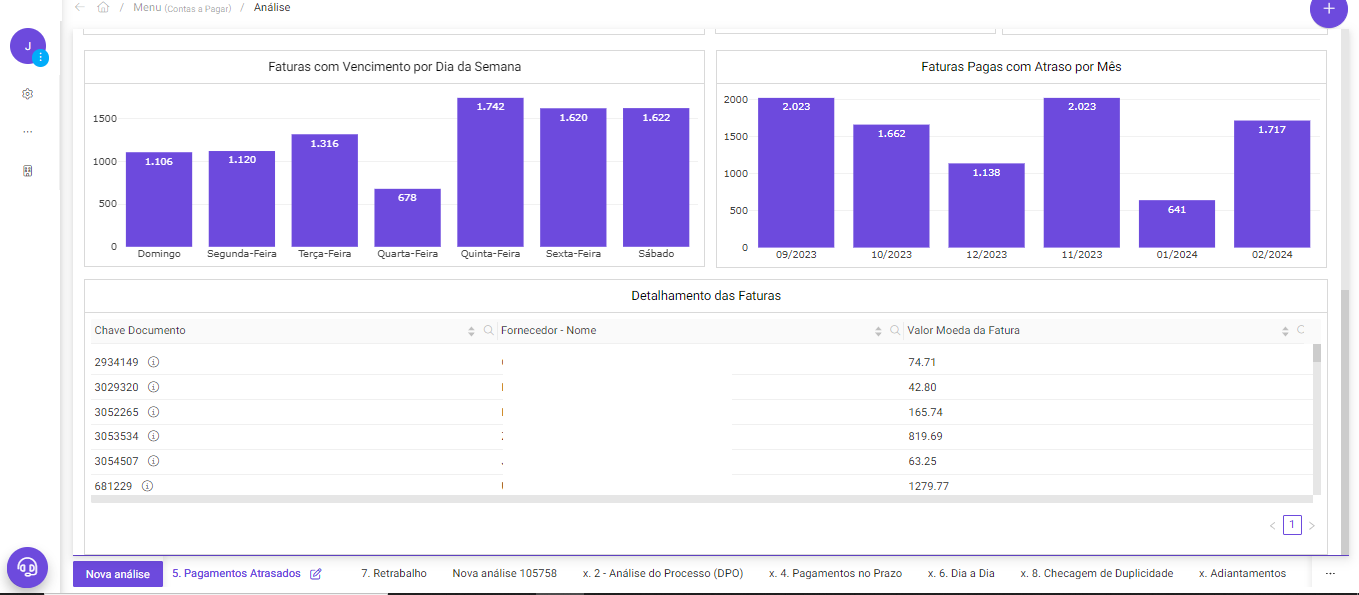 / Menu (Contas a Pagar) / Análise
J
Faturas com Vencimento por Dia da Semana
1500
1000
500
0
1.106
1.120
1.316
678
1.742
1.620
1.622
Domingo Segunda-Feira Terça-Feira Quarta-Feira Quinta-Feira Sexta-Feira Sábado
Faturas Pagas com Atraso por Mês
2000
1500
1000
500
0
2.023
1.662
1.138
2.023
641
1.717
09/2023 10/2023 12/2023 11/2023 01/2024 02/2024
Detalhamento das Faturas
Chave Documento Fornecedor - Nome Valor Moeda da Fatura
2934149 74.71
3029320 42.80
3052265 165.74
3053534 819.69
3054507 63.25
681229 1279.77
< 1 >
Nova análise 5. Pagamentos Atrasados 7. Retrabalho Nova análise 105758 x. 2 - Análise do Processo (DPO) x. 4. Pagamentos no Prazo x. 6. Dia a Dia x. 8. Checagem de Duplicidade x. Adiantamentos ...